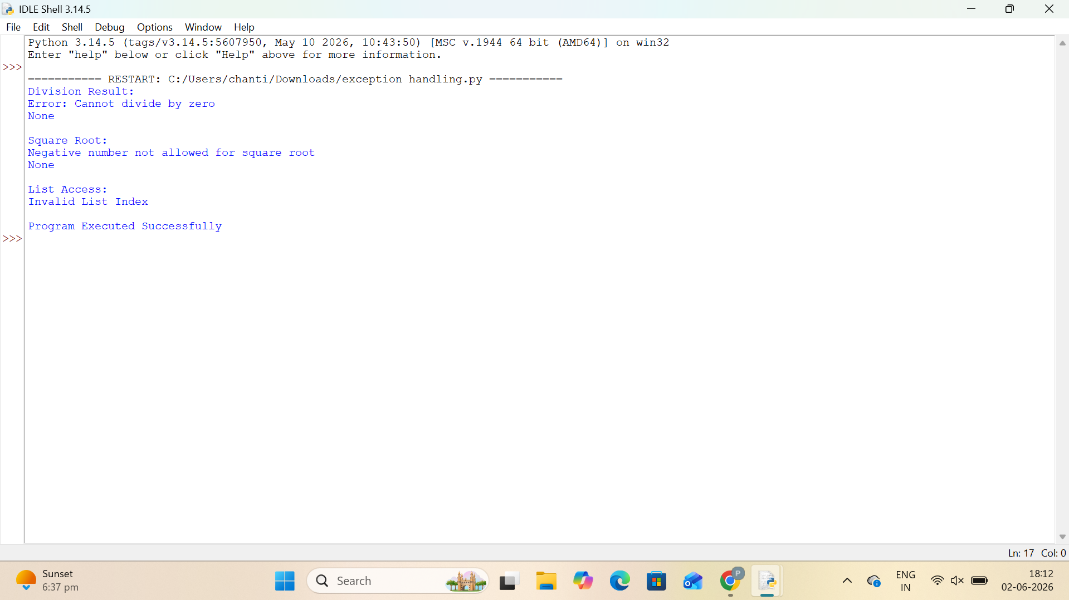 IDLE Shell 3.14.5
File Edit Shell Debug Options Window Help
Python 3.14.5 (tags/v3.14.5:5607950, May 10 2026, 10:43:50) [MSC v.1944 64 bit (AMD64)] on win32
Enter "help" below or click "Help" above for more information.
>>>
=========== RESTART: C:/Users/chanti/Downloads/exception handling.py ===========
Division Result:
Error: Cannot divide by zero
None
Square Root:
Negative number not allowed for square root
None
List Access:
Invalid List Index
Program Executed Successfully
>>>
Ln: 17 Col: 0
Sunset
6:37 pm
Search
P
ENG
IN
18:12
02-06-2026